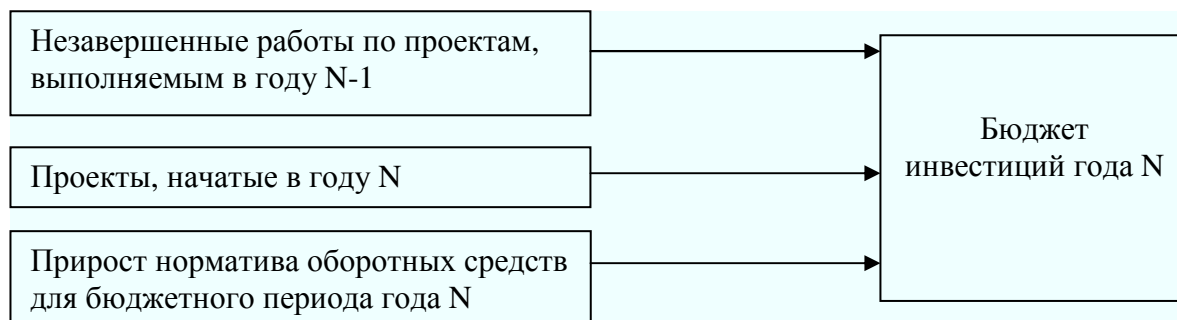 Незавершенные работы по проектам,
выполняемым в году N-1
Проекты, начатые в году N
Прирост норматива оборотных средств
для бюджетного периода года N
Бюджет
инвестиций года N